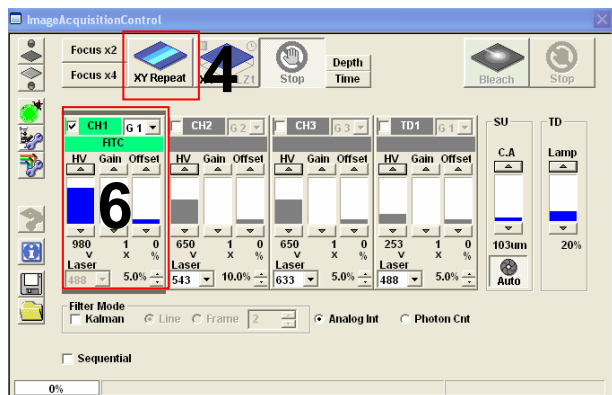 ImageAcquisitionControl
Focus x2
Focus x4
XY Repeat
4
LZt
Stop
Depth
Time
Bleach
Stop
CH1 G 1
CH2 G 2
CH3 G 3
TD1 G 1
SU
TD
FITC
HV Gain Offset
HV Gain Offset
HV Gain Offset
HV Gain Offset
C.A
Lamp
6
980 1 0
650 1 0
650 1 0
253 1 0
103um
20%
V X %
V X %
V X %
V X %
Laser
Laser
Laser
Laser
488 5.0%
543 10.0%
633 5.0%
488 5.0%
Auto
Filter Mode
Kalman Line Frame 2 Analog Int Photon Cnt
Sequential
0%